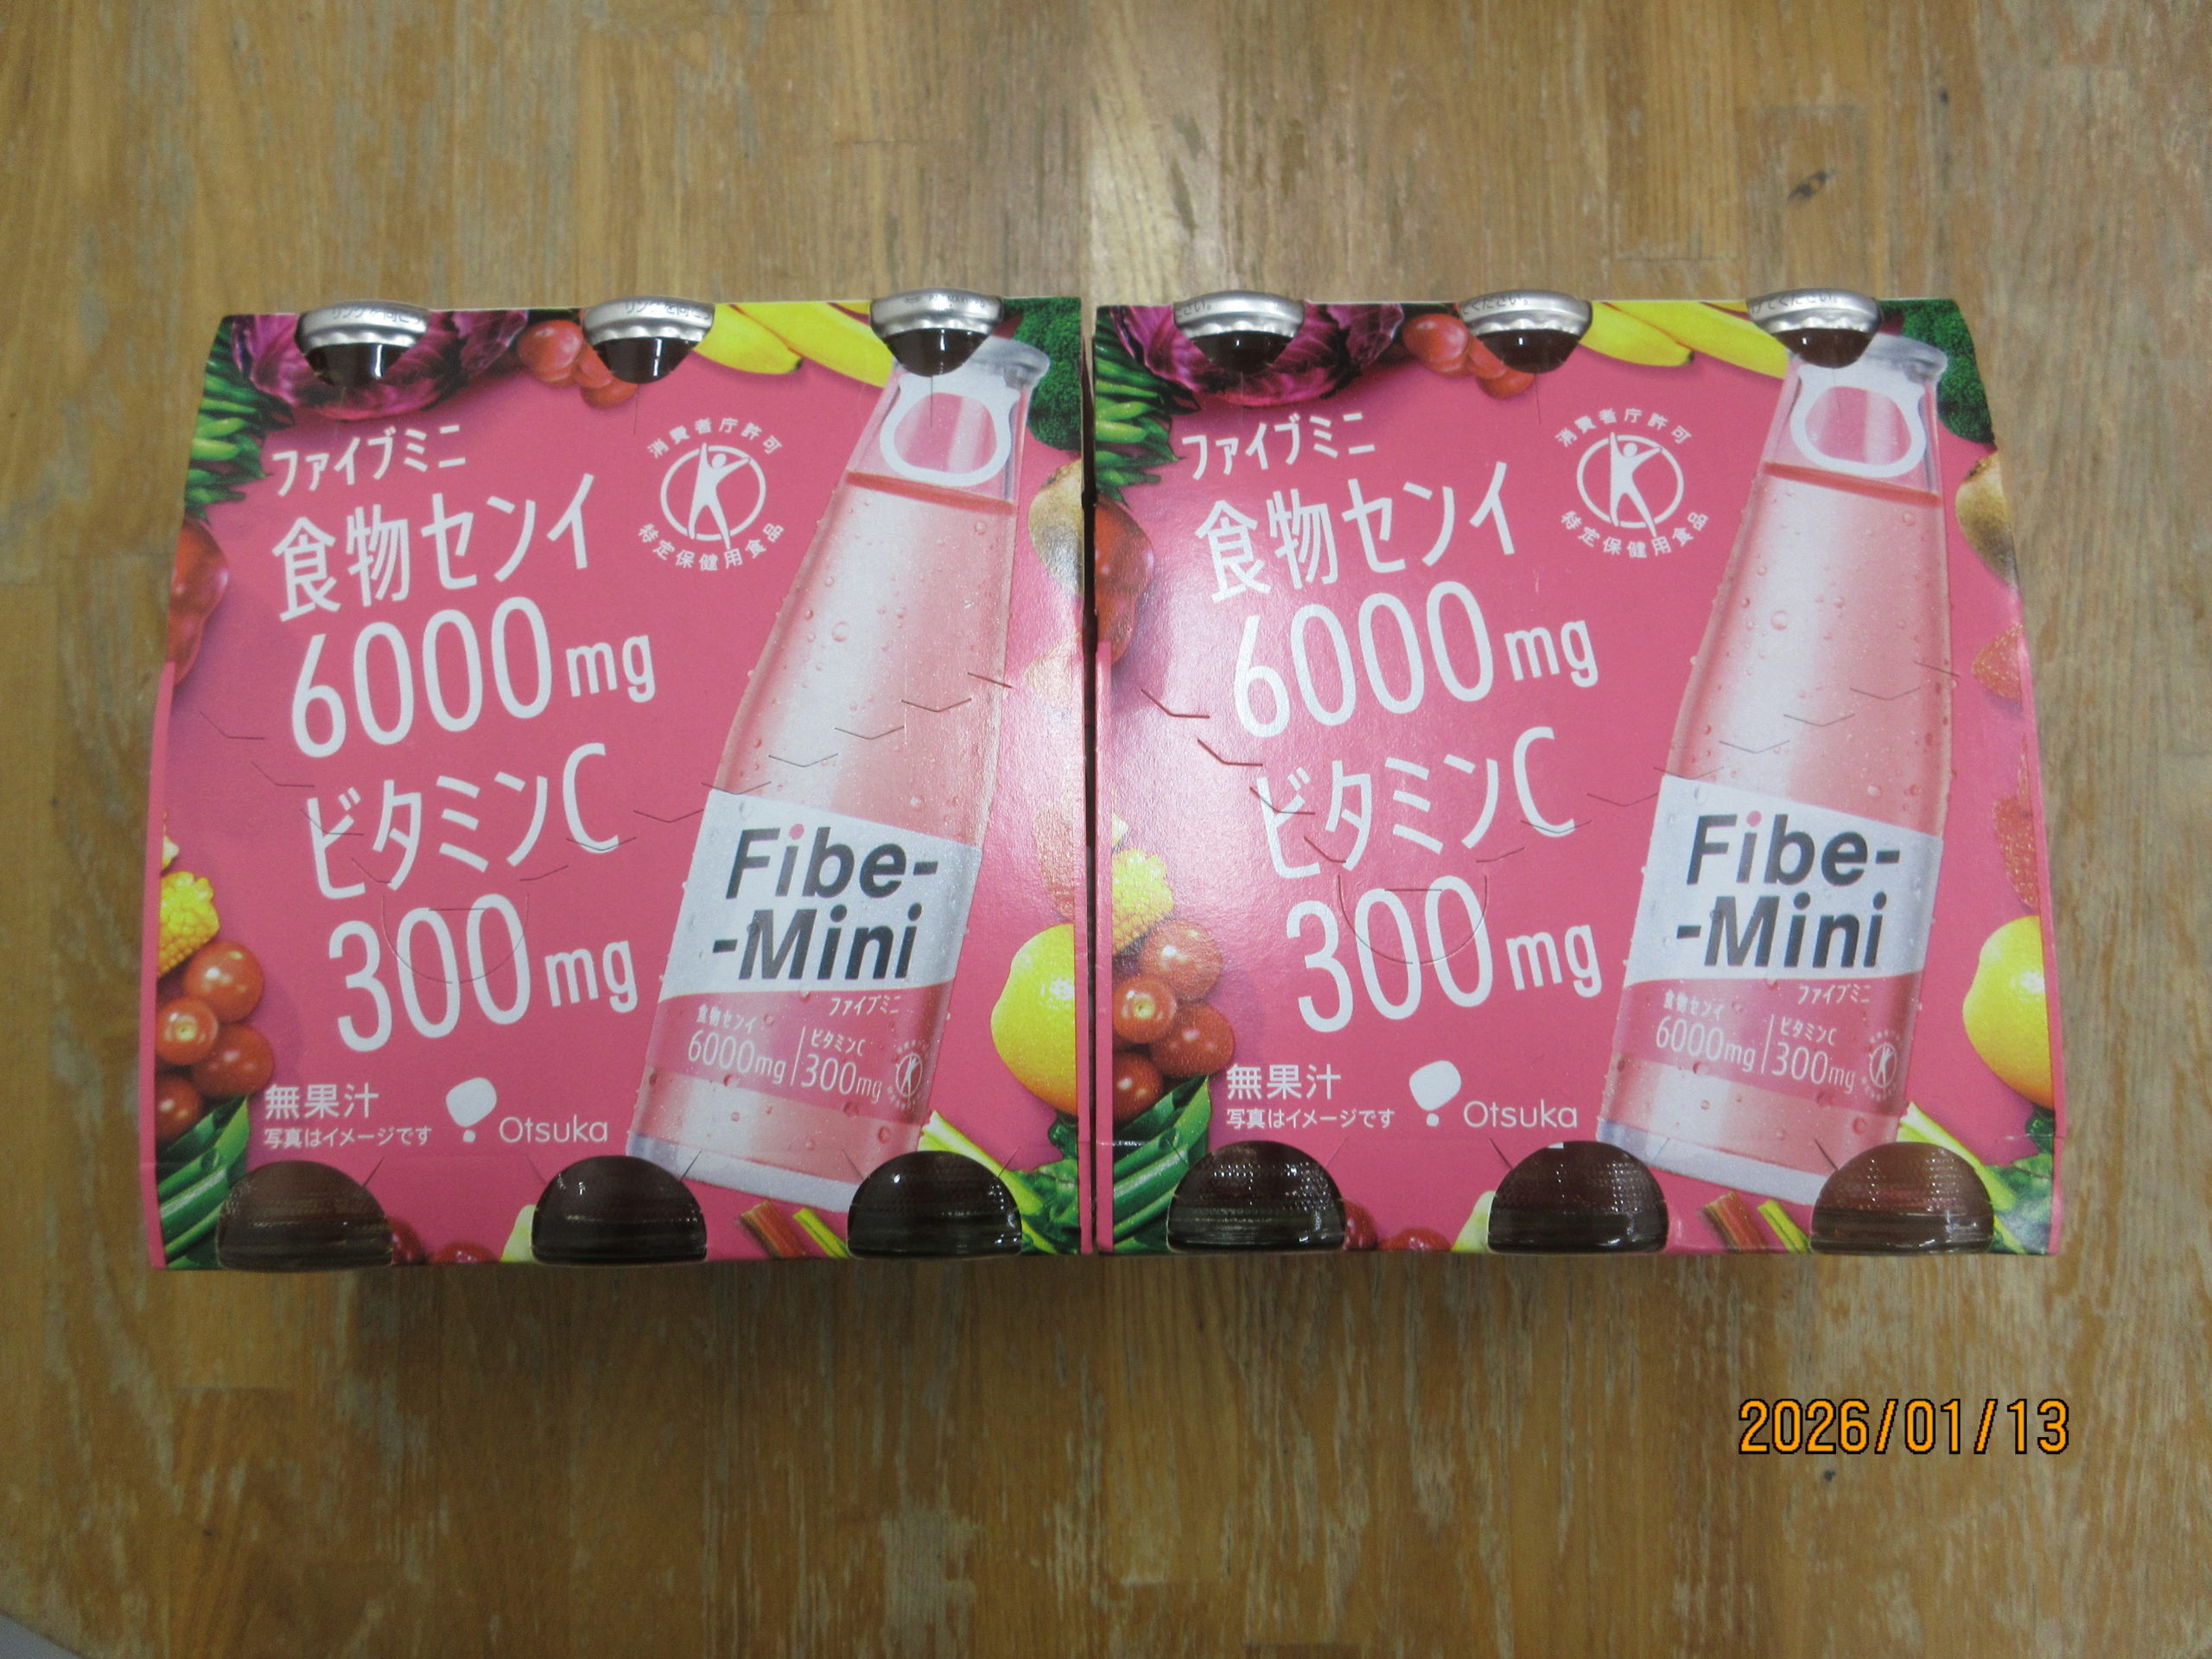 ファイブミニ
消費者庁許可
特定保健用食品
食物センイ
6000mg
ビタミンC
300mg
Fibe-
-Mini
ファイブミニ
食物センイ
6000mg
ビタミンC
300mg
無果汁
写真はイメージです
Otsuka
ファイブミニ
消費者庁許可
特定保健用食品
食物センイ
6000mg
ビタミンC
300mg
Fibe-
-Mini
ファイブミニ
食物センイ
6000mg
ビタミンC
300mg
無果汁
写真はイメージです
Otsuka
2026/01/13